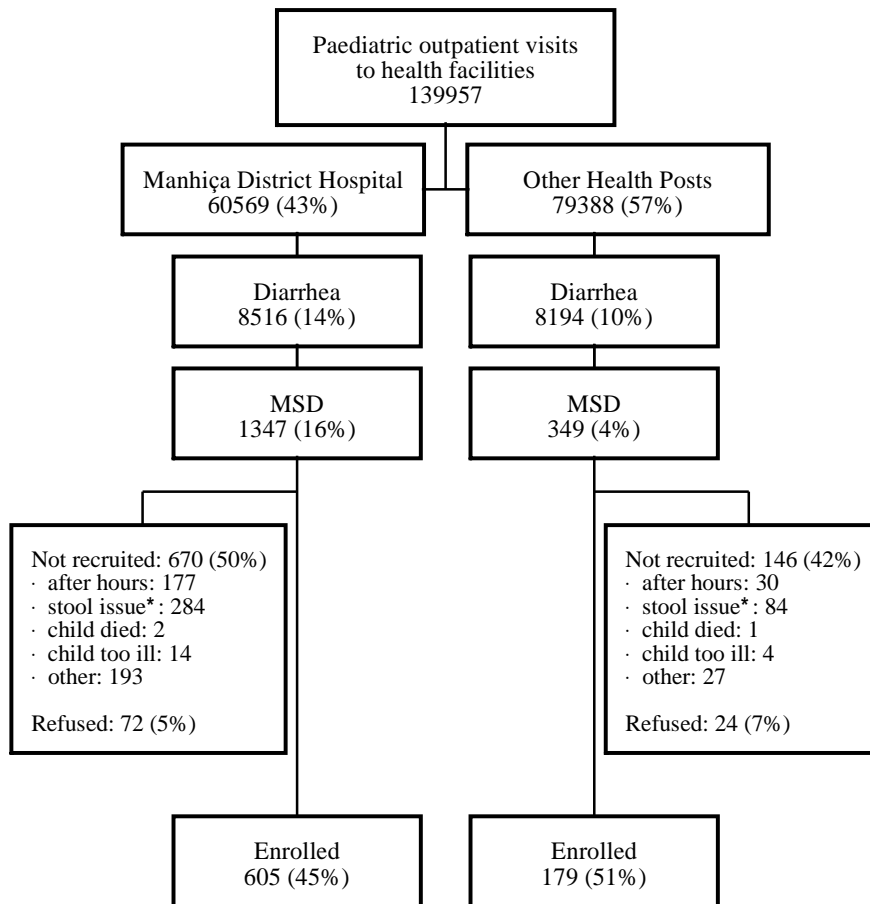 Paediatric outpatient visits
to health facilities
139957
Manhiça District Hospital
60569 (43%)
Other Health Posts
79388 (57%)
Diarrhea
8516 (14%)
Diarrhea
8194 (10%)
MSD
1347 (16%)
MSD
349 (4%)
Not recruited: 670 (50%)
· after hours: 177
· stool issue*: 284
· child died: 2
· child too ill: 14
· other: 193
Refused: 72 (5%)
Not recruited: 146 (42%)
· after hours: 30
· stool issue*: 84
· child died: 1
· child too ill: 4
· other: 27
Refused: 24 (7%)
Enrolled
605 (45%)
Enrolled
179 (51%)